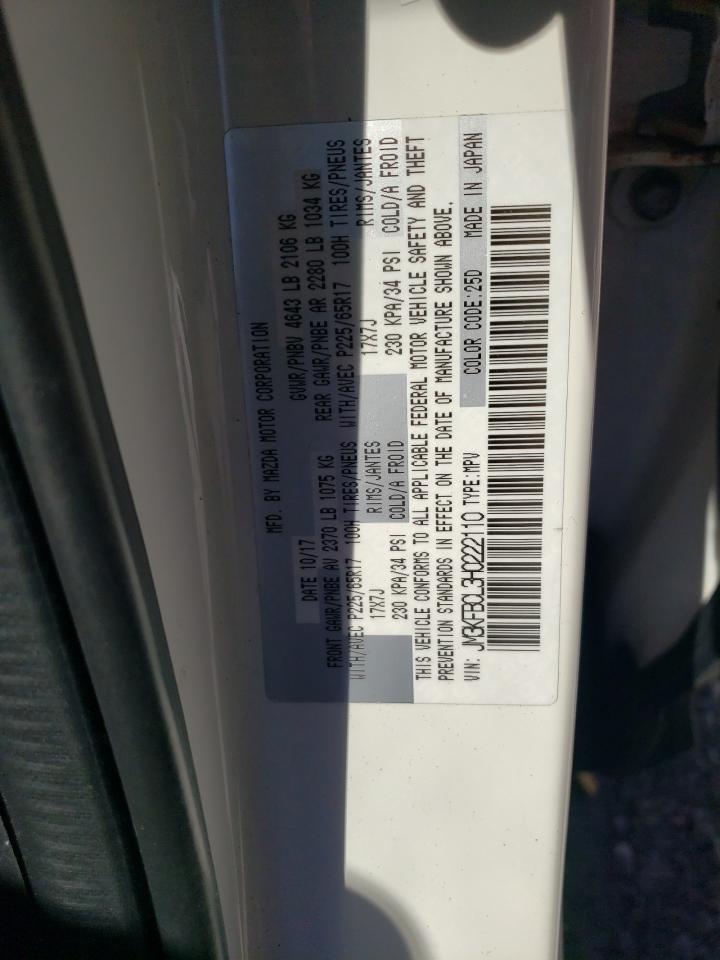 MFD. BY MAZDA MOTOR CORPORATION
DATE 10/17 GVWR/PNBV 4643 LB 2106 KG
FRONT GAWR/PNBE AV 2370 LB 1075 KG REAR GAWR/PNBE AR 2280 LB 1034 KG
WITH/AVEC P225/65R17 100H TIRES/PNEUS WITH/AVEC P225/65R17 100H TIRES/PNEUS
17X7J RIMS/JANTES 17X7J RIMS/JANTES
230 KPA/34 PSI COLD/A FROID 230 KPA/34 PSI COLD/A FROID
THIS VEHICLE CONFORMS TO ALL APPLICABLE FEDERAL MOTOR VEHICLE SAFETY AND THEFT
PREVENTION STANDARDS IN EFFECT ON THE DATE OF MANUFACTURE SHOWN ABOVE.
VIN: JM3KFBCL3H0222110 TYPE:MPV COLOR CODE:25D MADE IN JAPAN